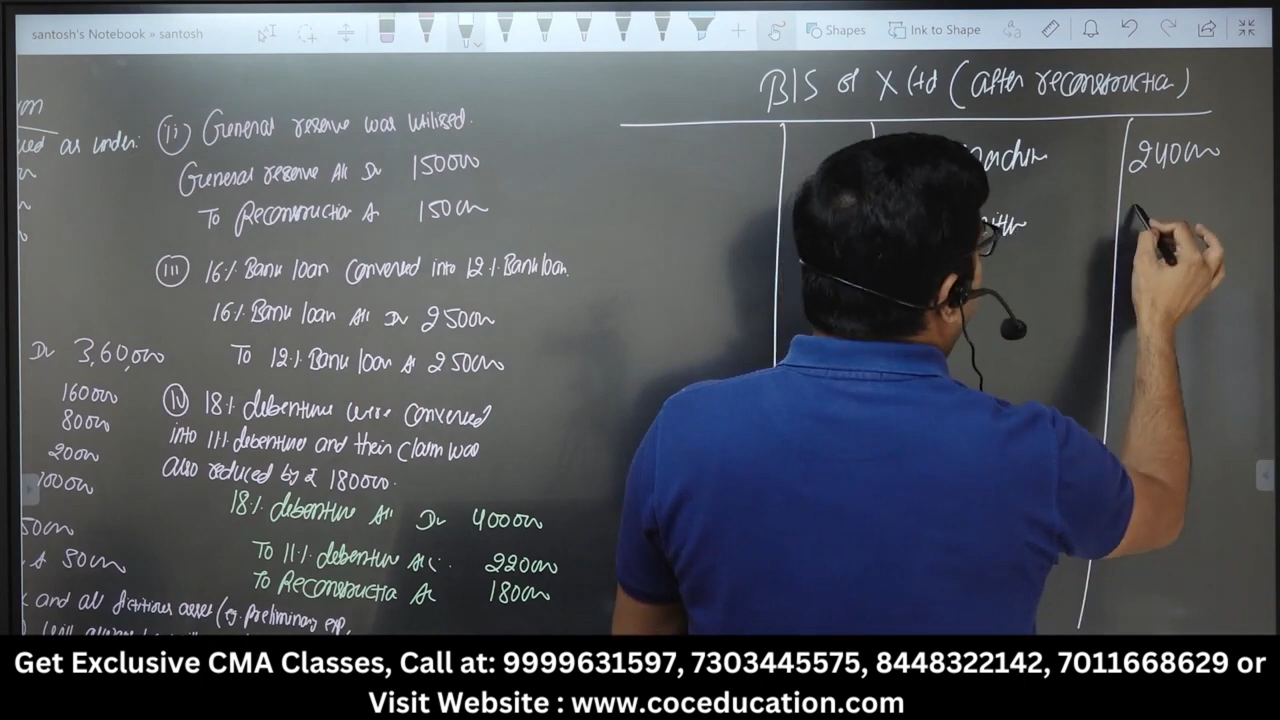 santosh's Notebook » santosh
Shapes
Ink to Shape
B/S of X Ltd (after reconstruction)
240000
ued as under:
(ii) General reserve was utilised.
General reserve A/c Dr 150000
To Reconstruction A/c 150000
(iii) 16% Bank loan Converted into 12% Bank loan.
16% Bank loan A/c Dr 250000
To 12% Bank loan A/c 250000
Dr 3,60,000
160000
80000
20000
100000
(iv) 18% debenture were Converted
into 11% debenture and their claim was
also reduced by ₹ 180000.
18% debenture A/c Dr 400000
To 11% debenture A/c 220000
To Reconstruction A/c 180000
50000
80000
and all fictitious asset (eg. preliminary exp,
Get Exclusive CMA Classes, Call at: 9999631597, 7303445575, 8448322142, 7011668629 or
Visit Website : www.coceducation.com